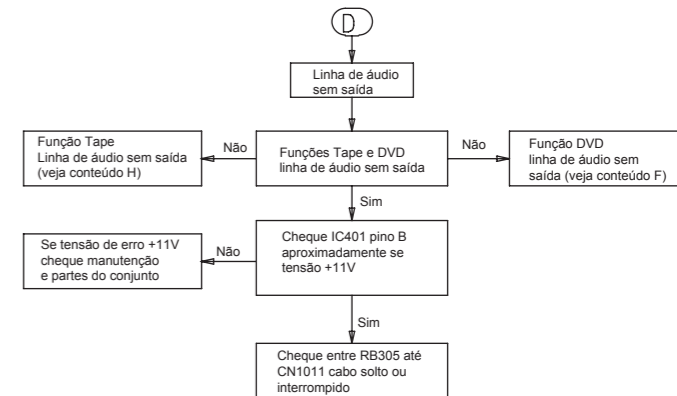 D
Linha de áudio
sem saída
Função Tape
Linha de áudio sem saída
(veja conteúdo H)
Não
Funções Tape e DVD
linha de áudio sem saída
Não
Função DVD
linha de áudio sem
saída (veja conteúdo F)
Sim
Se tensão de erro +11V
cheque manutenção
e partes do conjunto
Não
Cheque IC401 pino B
aproximadamente se
tensão +11V
Sim
Cheque entre RB305 até
CN1011 cabo solto ou
interrompido